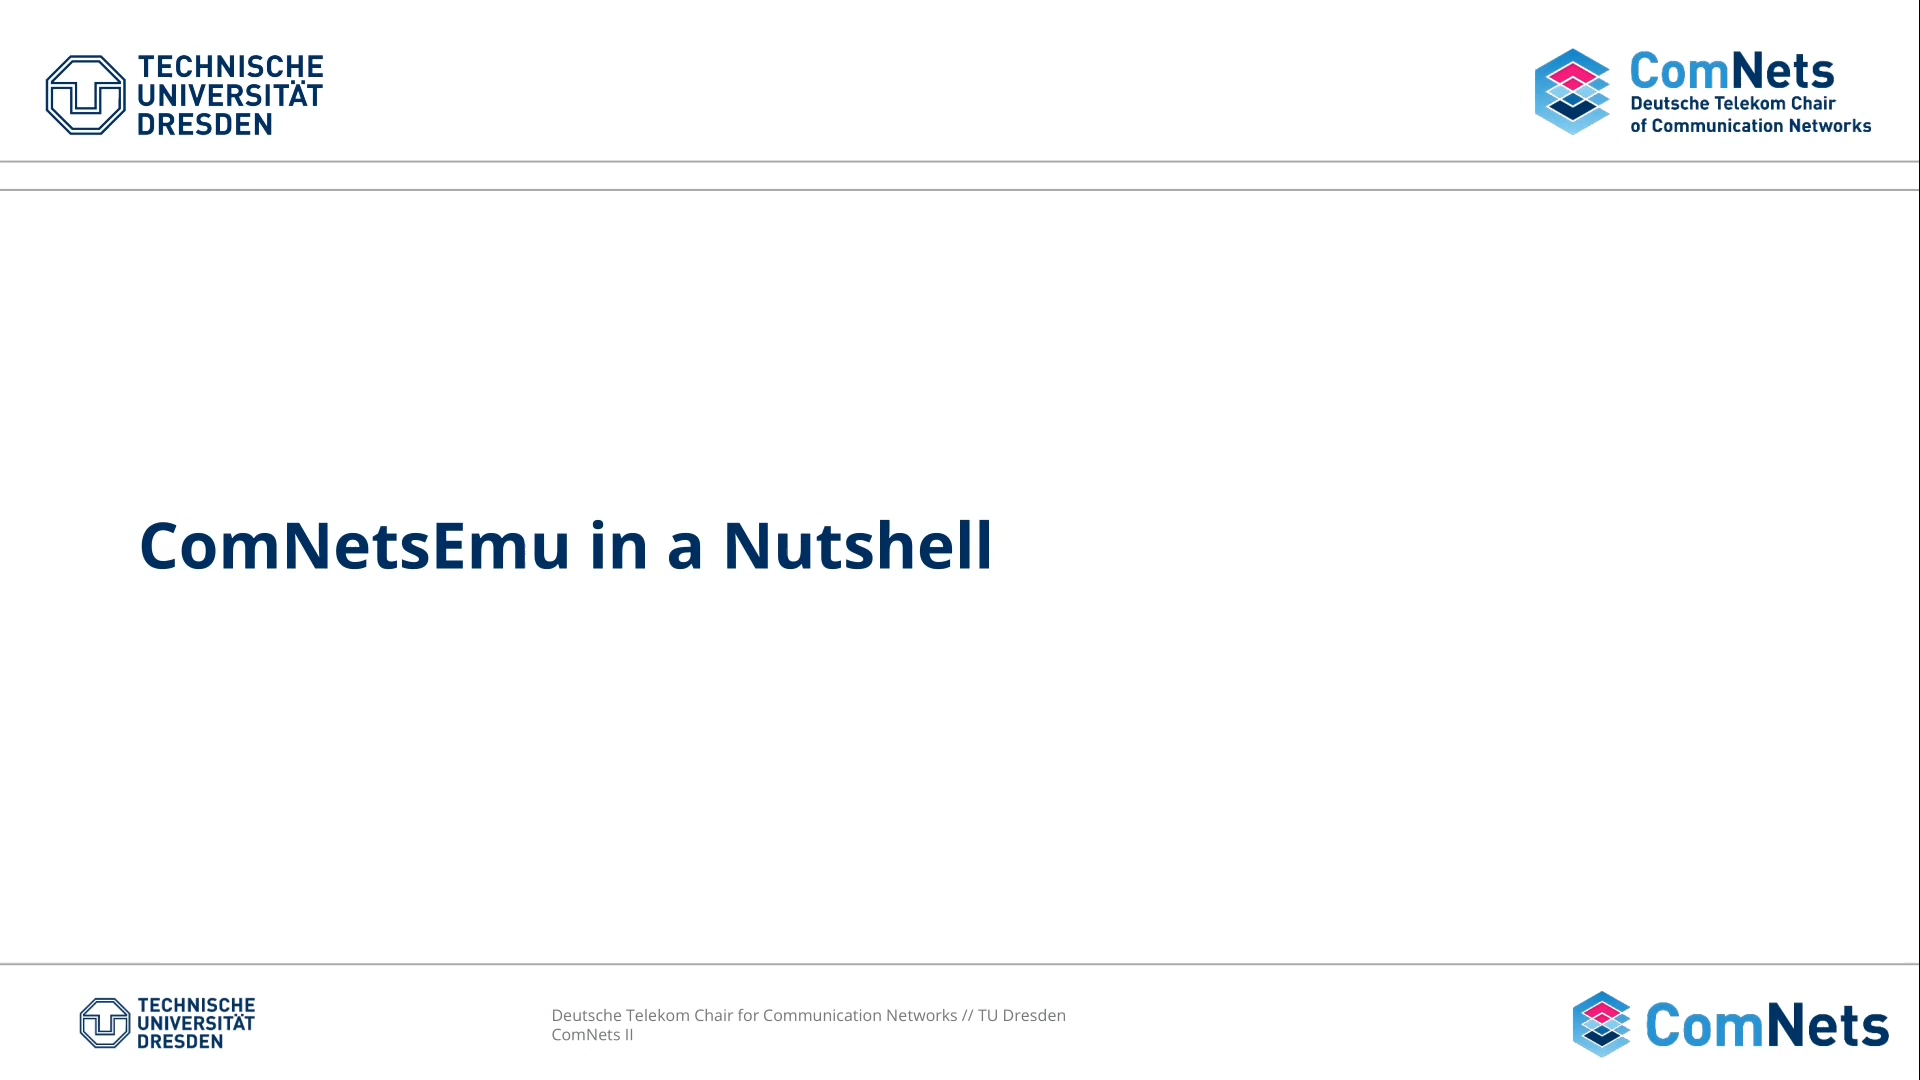 TECHNISCHE
UNIVERSITÄT
DRESDEN
ComNets
Deutsche Telekom Chair
of Communication Networks
ComNetsEmu in a Nutshell
TECHNISCHE
UNIVERSITÄT
DRESDEN
Deutsche Telekom Chair for Communication Networks // TU Dresden
ComNets II
ComNets